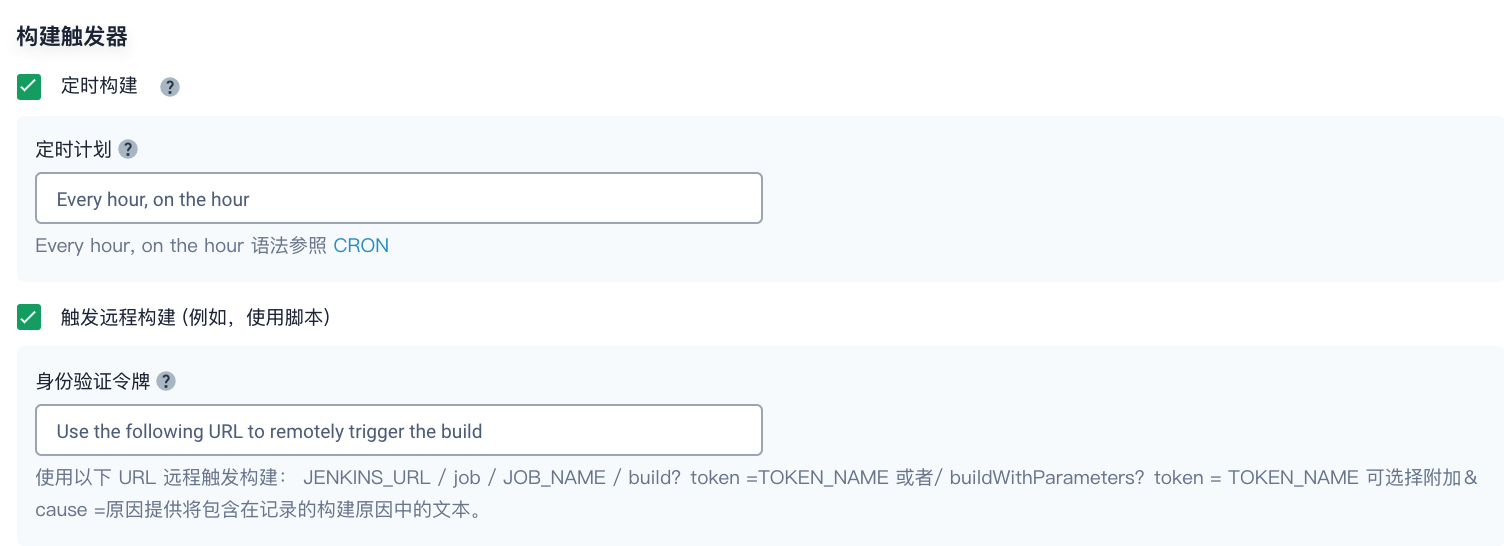 构建触发器
定时构建 ?
定时计划 ?
Every hour, on the hour
Every hour, on the hour 语法参照 CRON
触发远程构建 (例如，使用脚本)
身份验证令牌 ?
Use the following URL to remotely trigger the build
使用以下 URL 远程触发构建： JENKINS_URL / job / JOB_NAME / build? token =TOKEN_NAME 或者/ buildWithParameters? token = TOKEN_NAME 可选择附加&
cause =原因提供将包含在记录的构建原因中的文本。